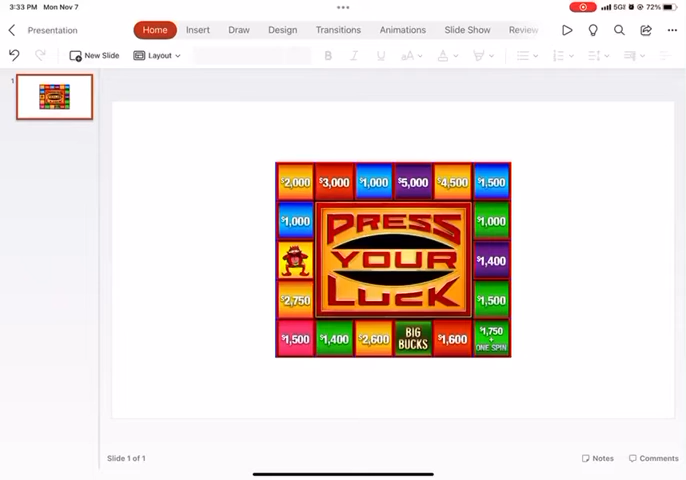 3:33 PM Mon Nov 7
5GE 72%
Presentation
Home Insert Draw Design Transitions Animations Slide Show Review
New Slide Layout
B I U A A
1
$2,000 $3,000 $1,000 $5,000 $4,500 $1,500
$1,000 PRESS $1,000
YOUR $1,400
$2,750 LUCK $1,500
$1,500 $1,400 $2,600 BIG BUCKS $1,600 $1,750 + ONE SPIN
Slide 1 of 1
Notes Comments